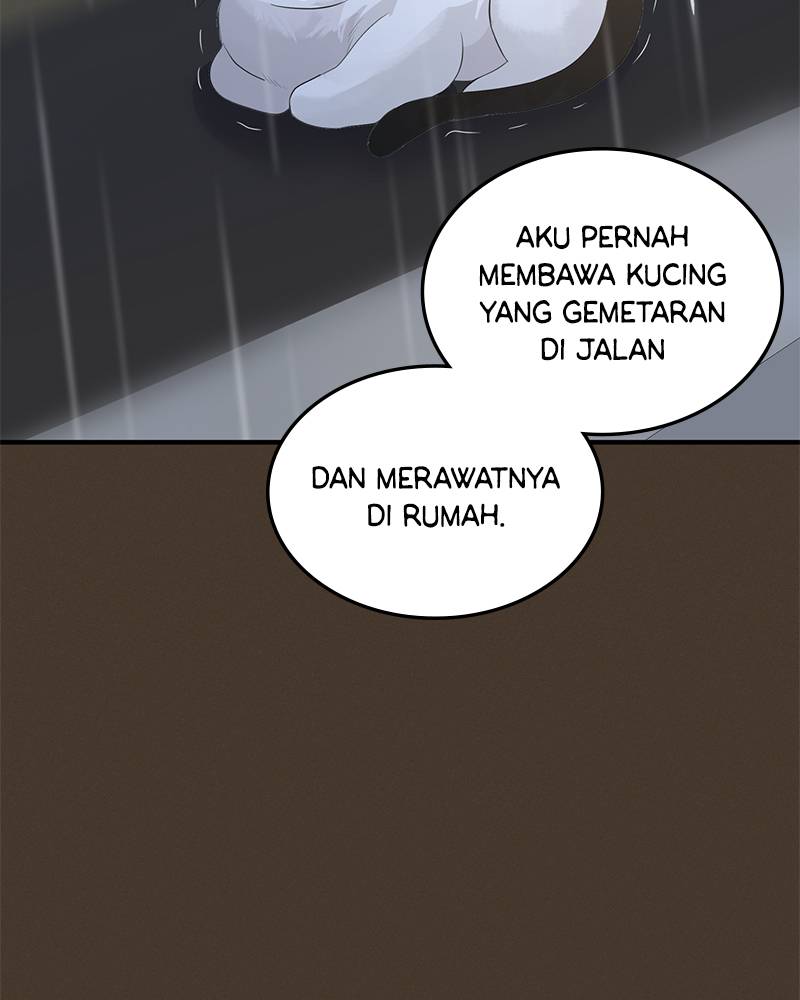 AKU PERNAH
MEMBAWA KUCING
YANG GEMETARAN
DI JALAN
DAN MERAWATNYA
DI RUMAH.